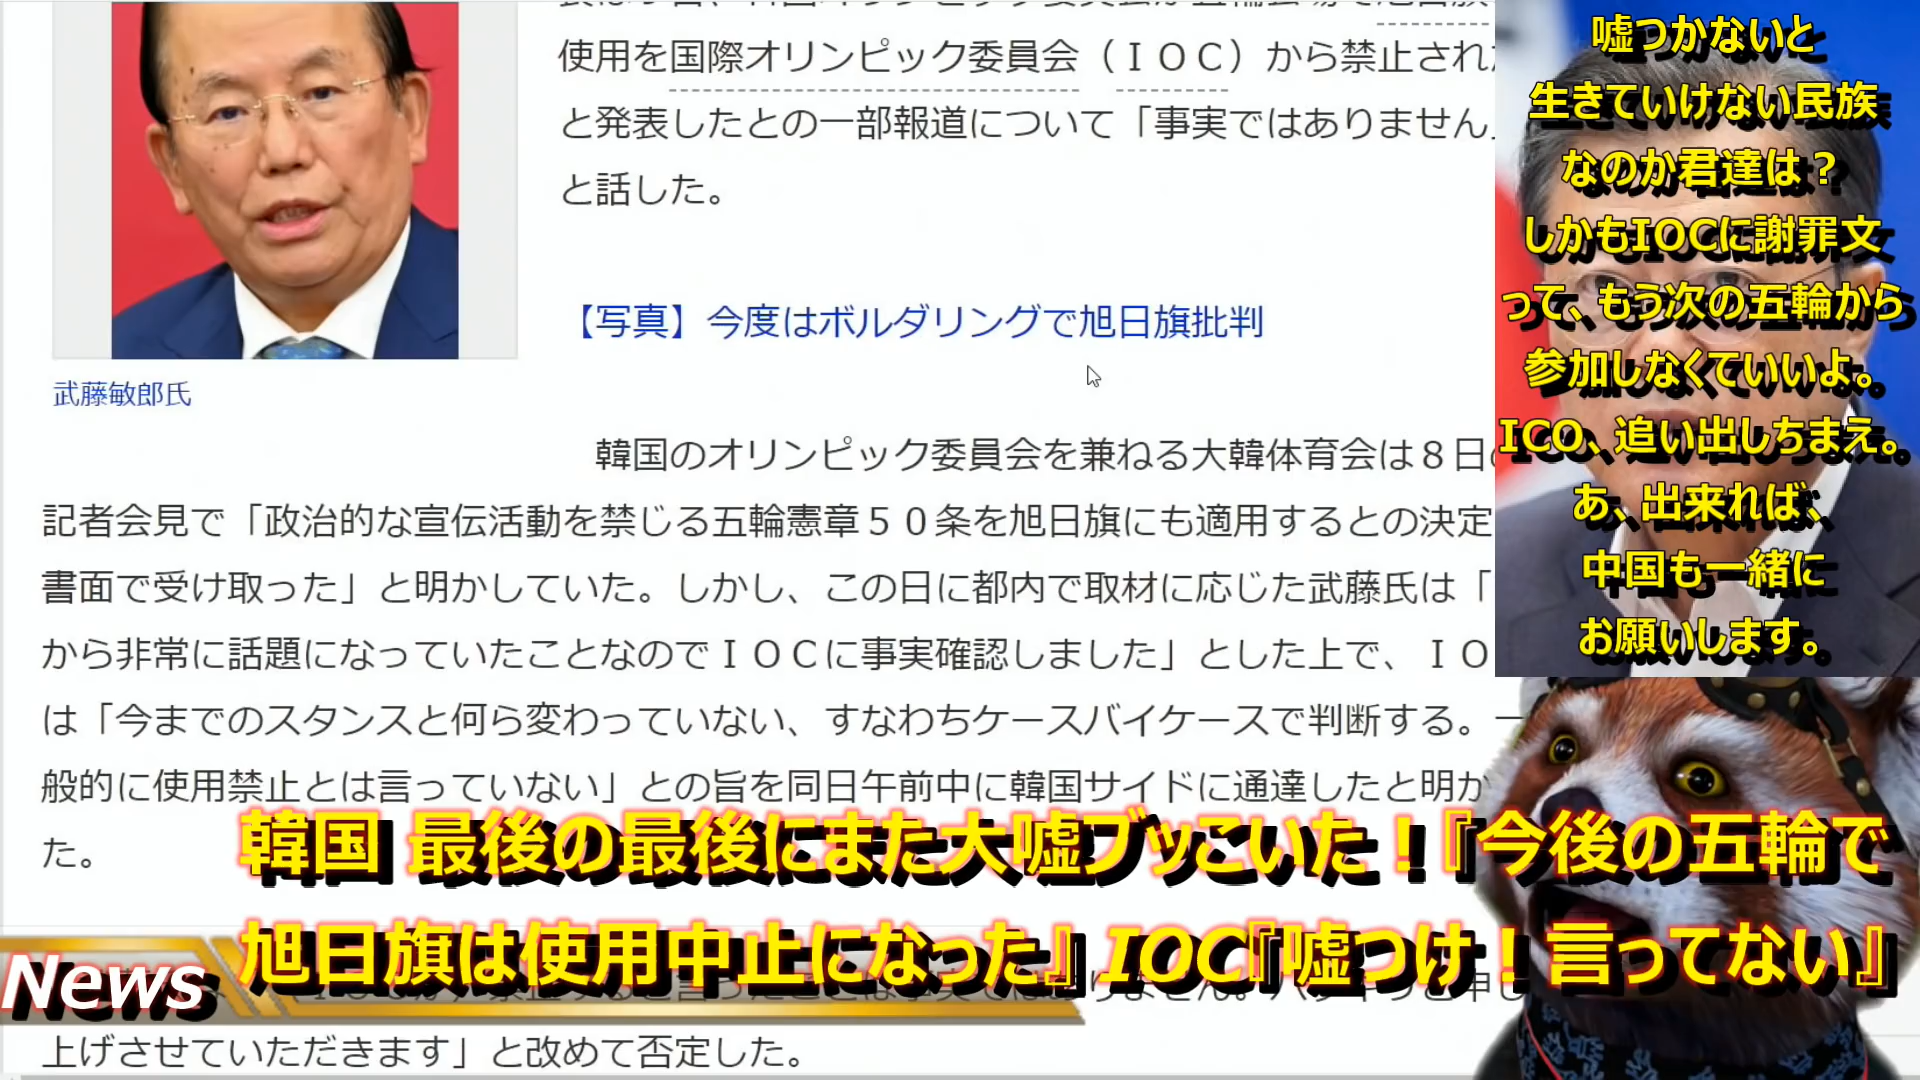 使用を国際オリンピック委員会（ＩＯＣ）から禁止され
と発表したとの一部報道について「事実ではありません」
と話した。
【写真】今度はボルダリングで旭日旗批判
武藤敏郎氏
韓国のオリンピック委員会を兼ねる大韓体育会は８日
記者会見で「政治的な宣伝活動を禁じる五輪憲章５０条を旭日旗にも適用するとの決定
書面で受け取った」と明かしていた。しかし、この日に都内で取材に応じた武藤氏は「
から非常に話題になっていたことなのでＩＯＣに事実確認しました」とした上で、ＩＯ
は「今までのスタンスと何ら変わっていない、すなわちケースバイケースで判断する。一
般的に使用禁止とは言っていない」との旨を同日午前中に韓国サイドに通達したと明か
た。
上げさせていただきます」と改めて否定した。
嘘つかないと
生きていけない民族
なのか君達は？
しかもIOCに謝罪文
って、もう次の五輪から
参加しなくていいよ。
ICO、追い出しちまえ。
あ、出来れば、
中国も一緒に
お願いします。
韓国 最後の最後にまた大嘘ブッこいた！『今後の五輪で
旭日旗は使用中止になった』IOC『嘘つけ！言ってない』
News